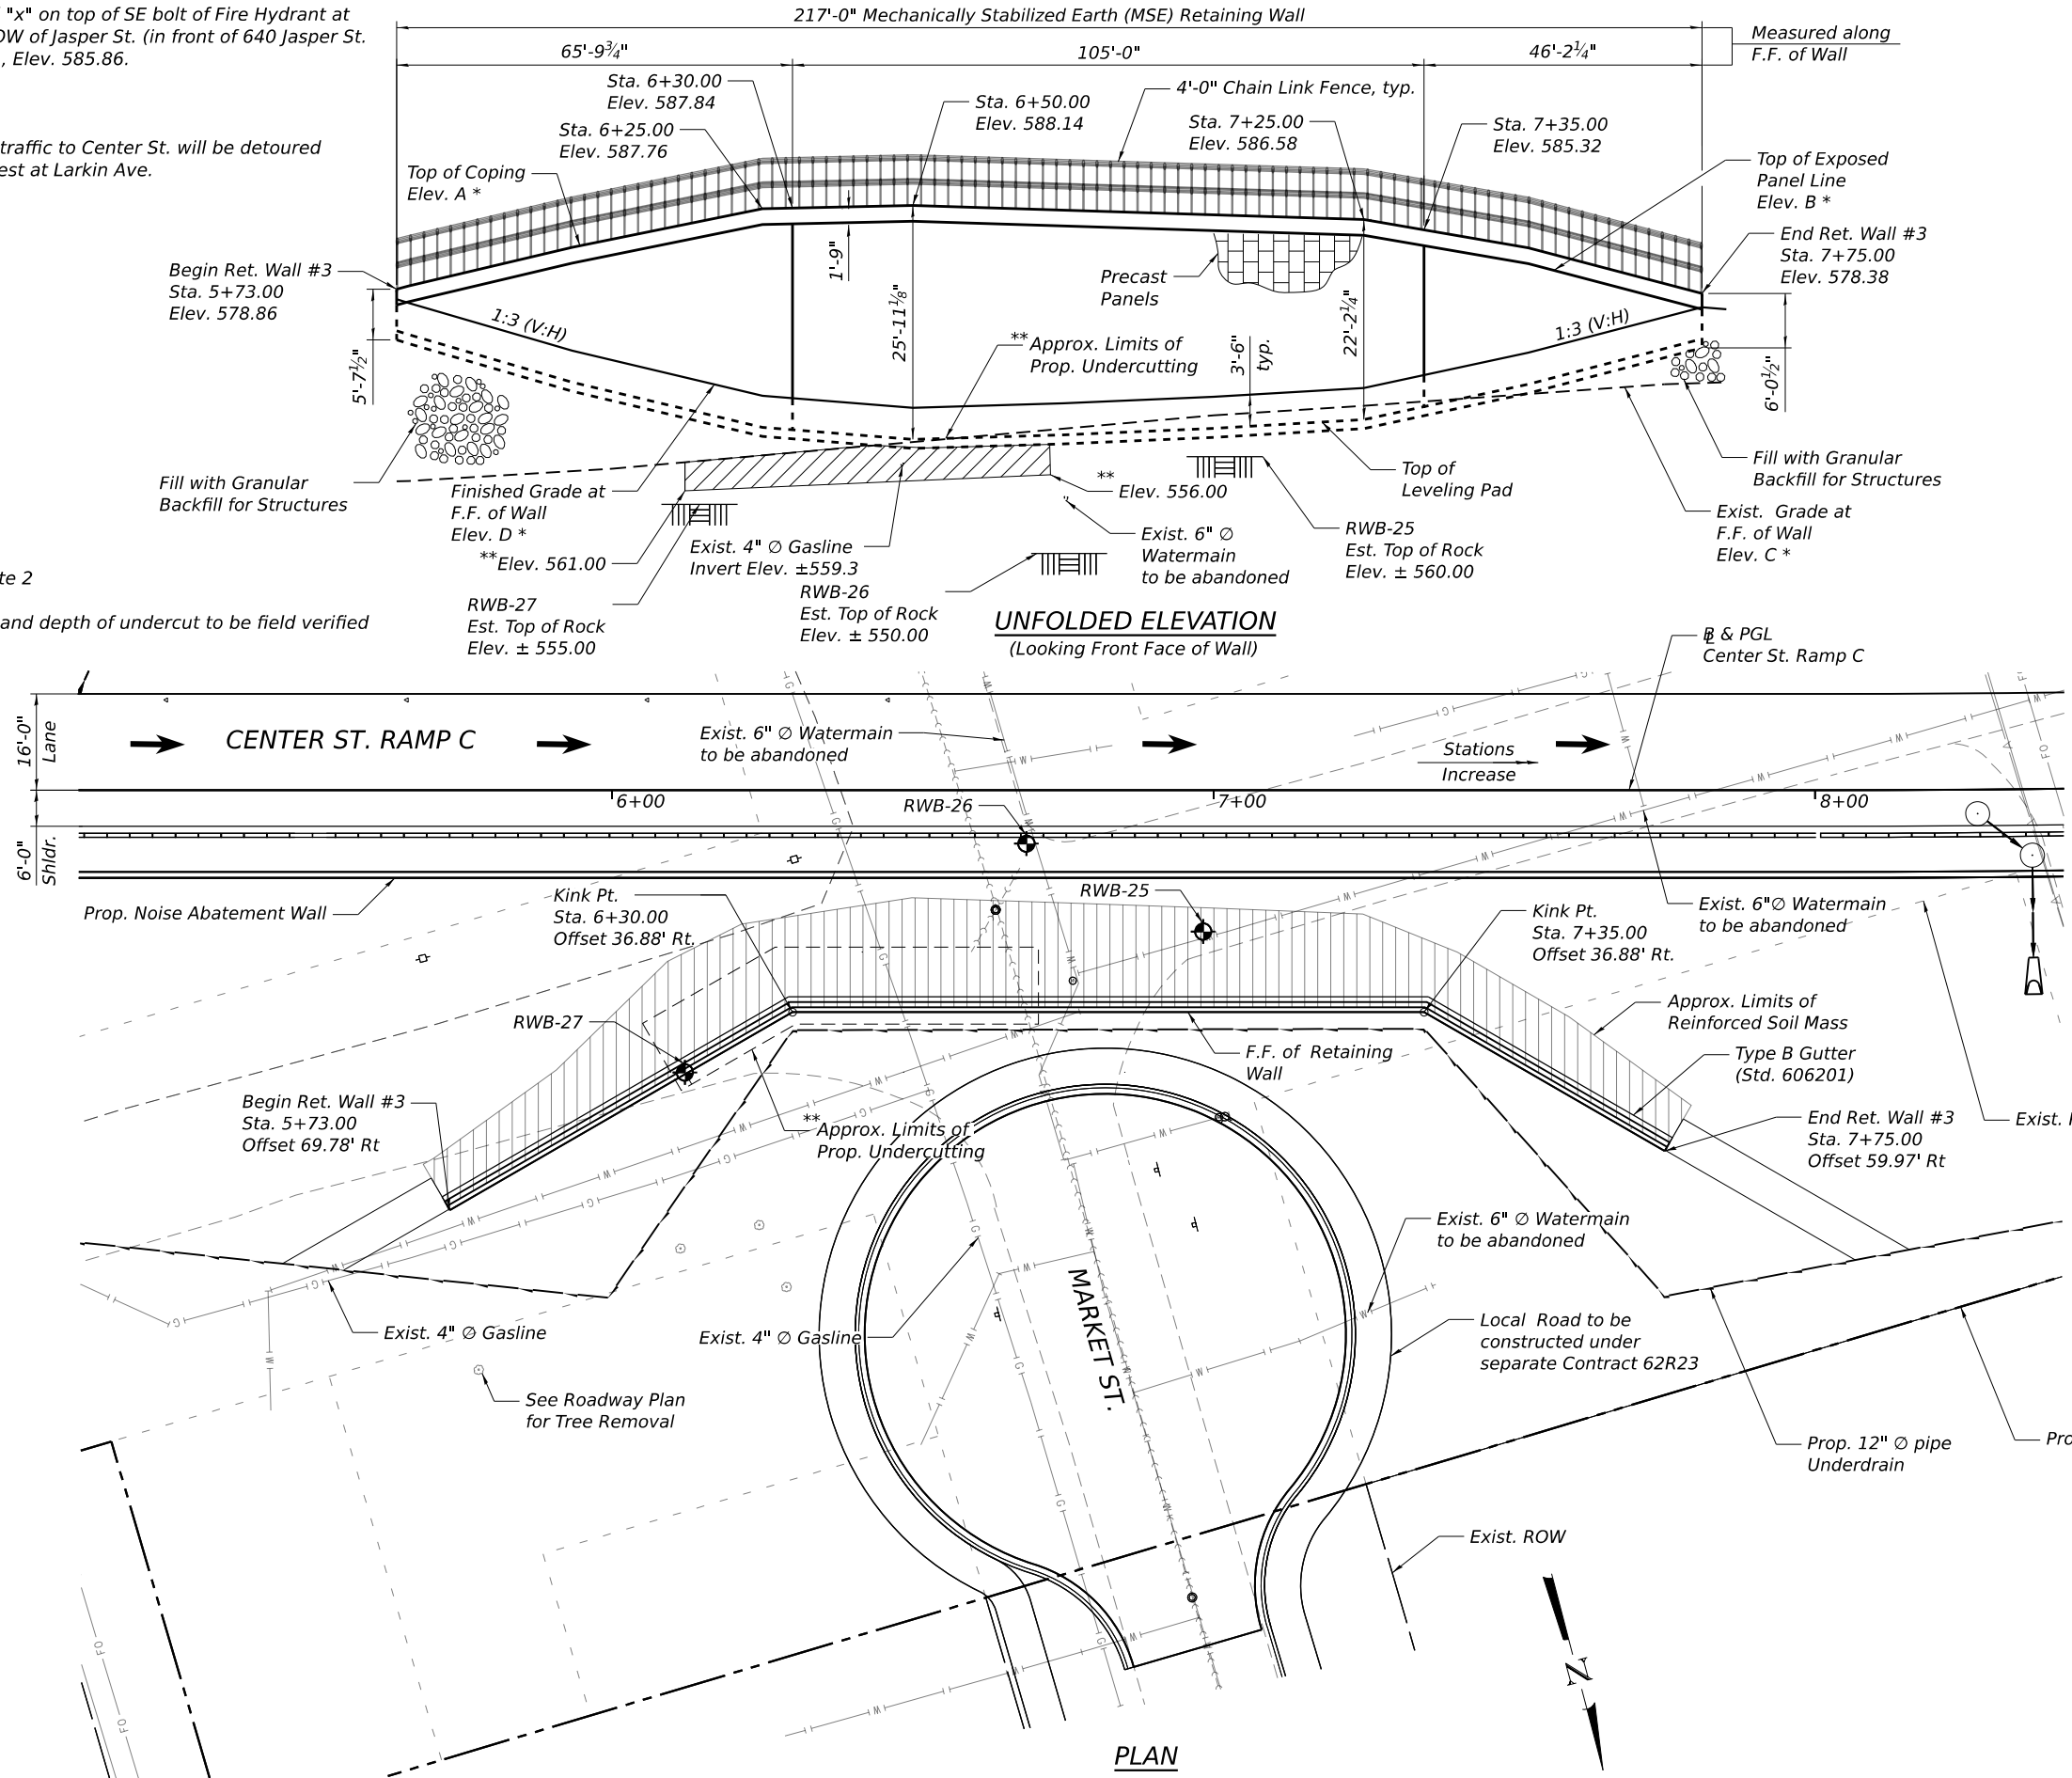 "x" on top of SE bolt of Fire Hydrant at
OW of Jasper St. (in front of 640 Jasper St.
, Elev. 585.86.
traffic to Center St. will be detoured
est at Larkin Ave.
te 2
and depth of undercut to be field verified
217'-0" Mechanically Stabilized Earth (MSE) Retaining Wall
Measured along
F.F. of Wall
65'-9¾"
105'-0"
46'-2¼"
Sta. 6+30.00
Elev. 587.84
Sta. 6+25.00
Elev. 587.76
Sta. 6+50.00
Elev. 588.14
4'-0" Chain Link Fence, typ.
Sta. 7+25.00
Elev. 586.58
Sta. 7+35.00
Elev. 585.32
Top of Coping
Elev. A *
Top of Exposed
Panel Line
Elev. B *
Begin Ret. Wall #3
Sta. 5+73.00
Elev. 578.86
End Ret. Wall #3
Sta. 7+75.00
Elev. 578.38
1'-9"
Precast
Panels
1:3 (V:H)
1:3 (V:H)
5'-7½"
25'-11⅛"
** Approx. Limits of
Prop. Undercutting
3'-6"
typ.
22'-2¼"
6'-0½"
Fill with Granular
Backfill for Structures
Finished Grade at
F.F. of Wall
Elev. D *
**Elev. 561.00
Exist. 4" ∅ Gasline
Invert Elev. ±559.3
** Elev. 556.00
Top of
Leveling Pad
Fill with Granular
Backfill for Structures
Exist. Grade at
F.F. of Wall
Elev. C *
RWB-27
Est. Top of Rock
Elev. ± 555.00
RWB-26
Est. Top of Rock
Elev. ± 550.00
Exist. 6" ∅
Watermain
to be abandoned
RWB-25
Est. Top of Rock
Elev. ± 560.00
UNFOLDED ELEVATION
(Looking Front Face of Wall)
℄ & PGL
Center St. Ramp C
16'-0"
Lane
CENTER ST. RAMP C
Exist. 6" ∅ Watermain
to be abandoned
Stations
Increase
6+00
7+00
8+00
6'-0"
Shldr.
RWB-26
Prop. Noise Abatement Wall
Kink Pt.
Sta. 6+30.00
Offset 36.88' Rt.
RWB-25
Kink Pt.
Sta. 7+35.00
Offset 36.88' Rt.
Exist. 6"∅ Watermain
to be abandoned
RWB-27
Approx. Limits of
Reinforced Soil Mass
F.F. of Retaining
Wall
Type B Gutter
(Std. 606201)
Begin Ret. Wall #3
Sta. 5+73.00
Offset 69.78' Rt
** Approx. Limits of
Prop. Undercutting
End Ret. Wall #3
Sta. 7+75.00
Offset 59.97' Rt
Exist.
Exist. 6" ∅ Watermain
to be abandoned
Exist. 4" ∅ Gasline
Exist. 4" ∅ Gasline
MARKET ST.
Local Road to be
constructed under
separate Contract 62R23
See Roadway Plan
for Tree Removal
Prop. 12" ∅ pipe
Underdrain
Pro
Exist. ROW
N
PLAN